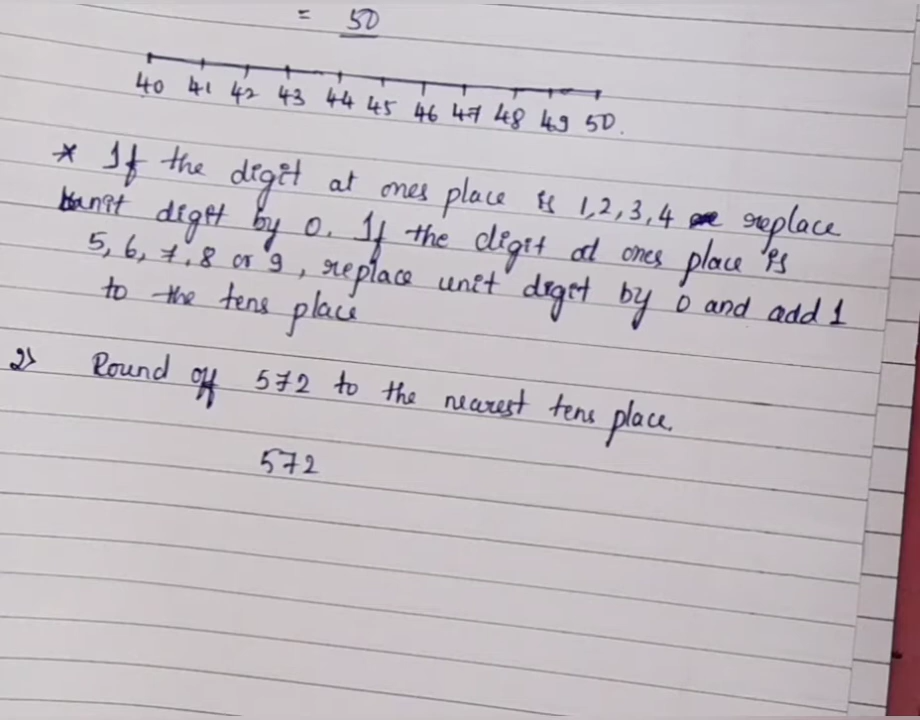 = 50
40 41 42 43 44 45 46 47 48 49 50.
* If the digit at ones place is 1, 2, 3, 4 replace
unit digit by 0. If the digit at ones place is
5, 6, 7, 8 or 9, replace unit digit by 0 and add 1
to the tens place
2> Round off 572 to the nearest tens place.
572